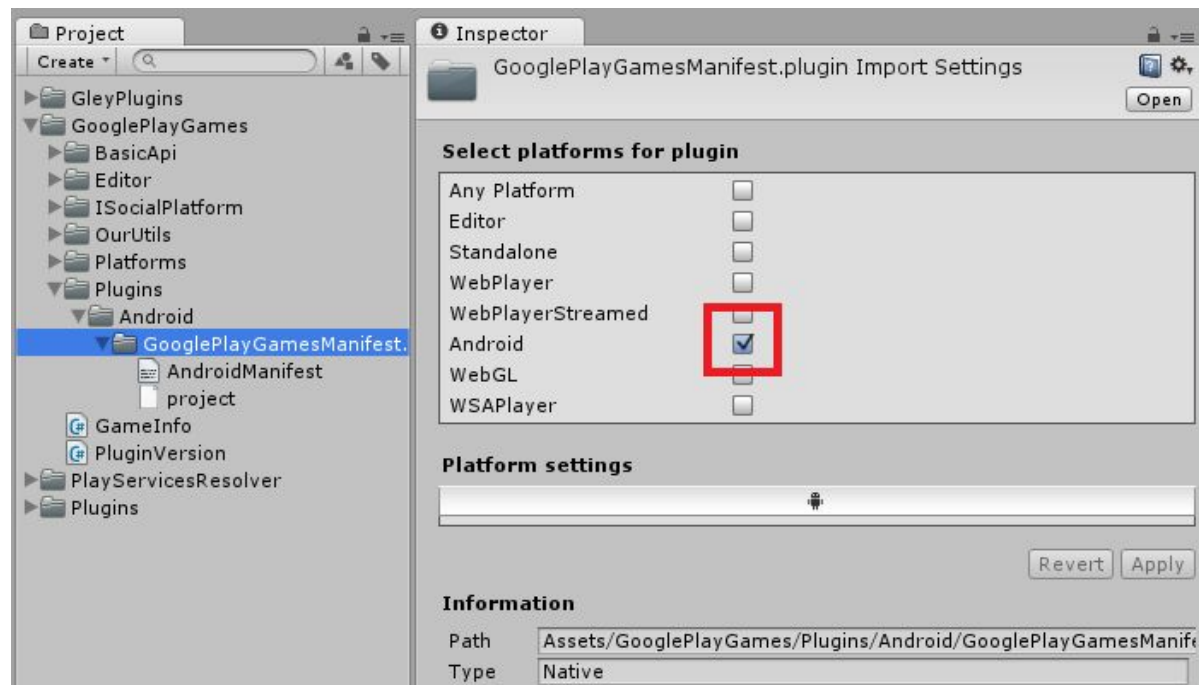 Project
Create
GleyPlugins
GooglePlayGames
BasicApi
Editor
ISocialPlatform
OurUtils
Platforms
Plugins
Android
GooglePlayGamesManifest.
AndroidManifest
project
GameInfo
PluginVersion
PlayServicesResolver
Plugins
Inspector
GooglePlayGamesManifest.plugin Import Settings
Open
Select platforms for plugin
Any Platform
Editor
Standalone
WebPlayer
WebPlayerStreamed
Android
WebGL
WSAPlayer
Platform settings
Revert Apply
Information
Path Assets/GooglePlayGames/Plugins/Android/GooglePlayGamesManife
Type Native